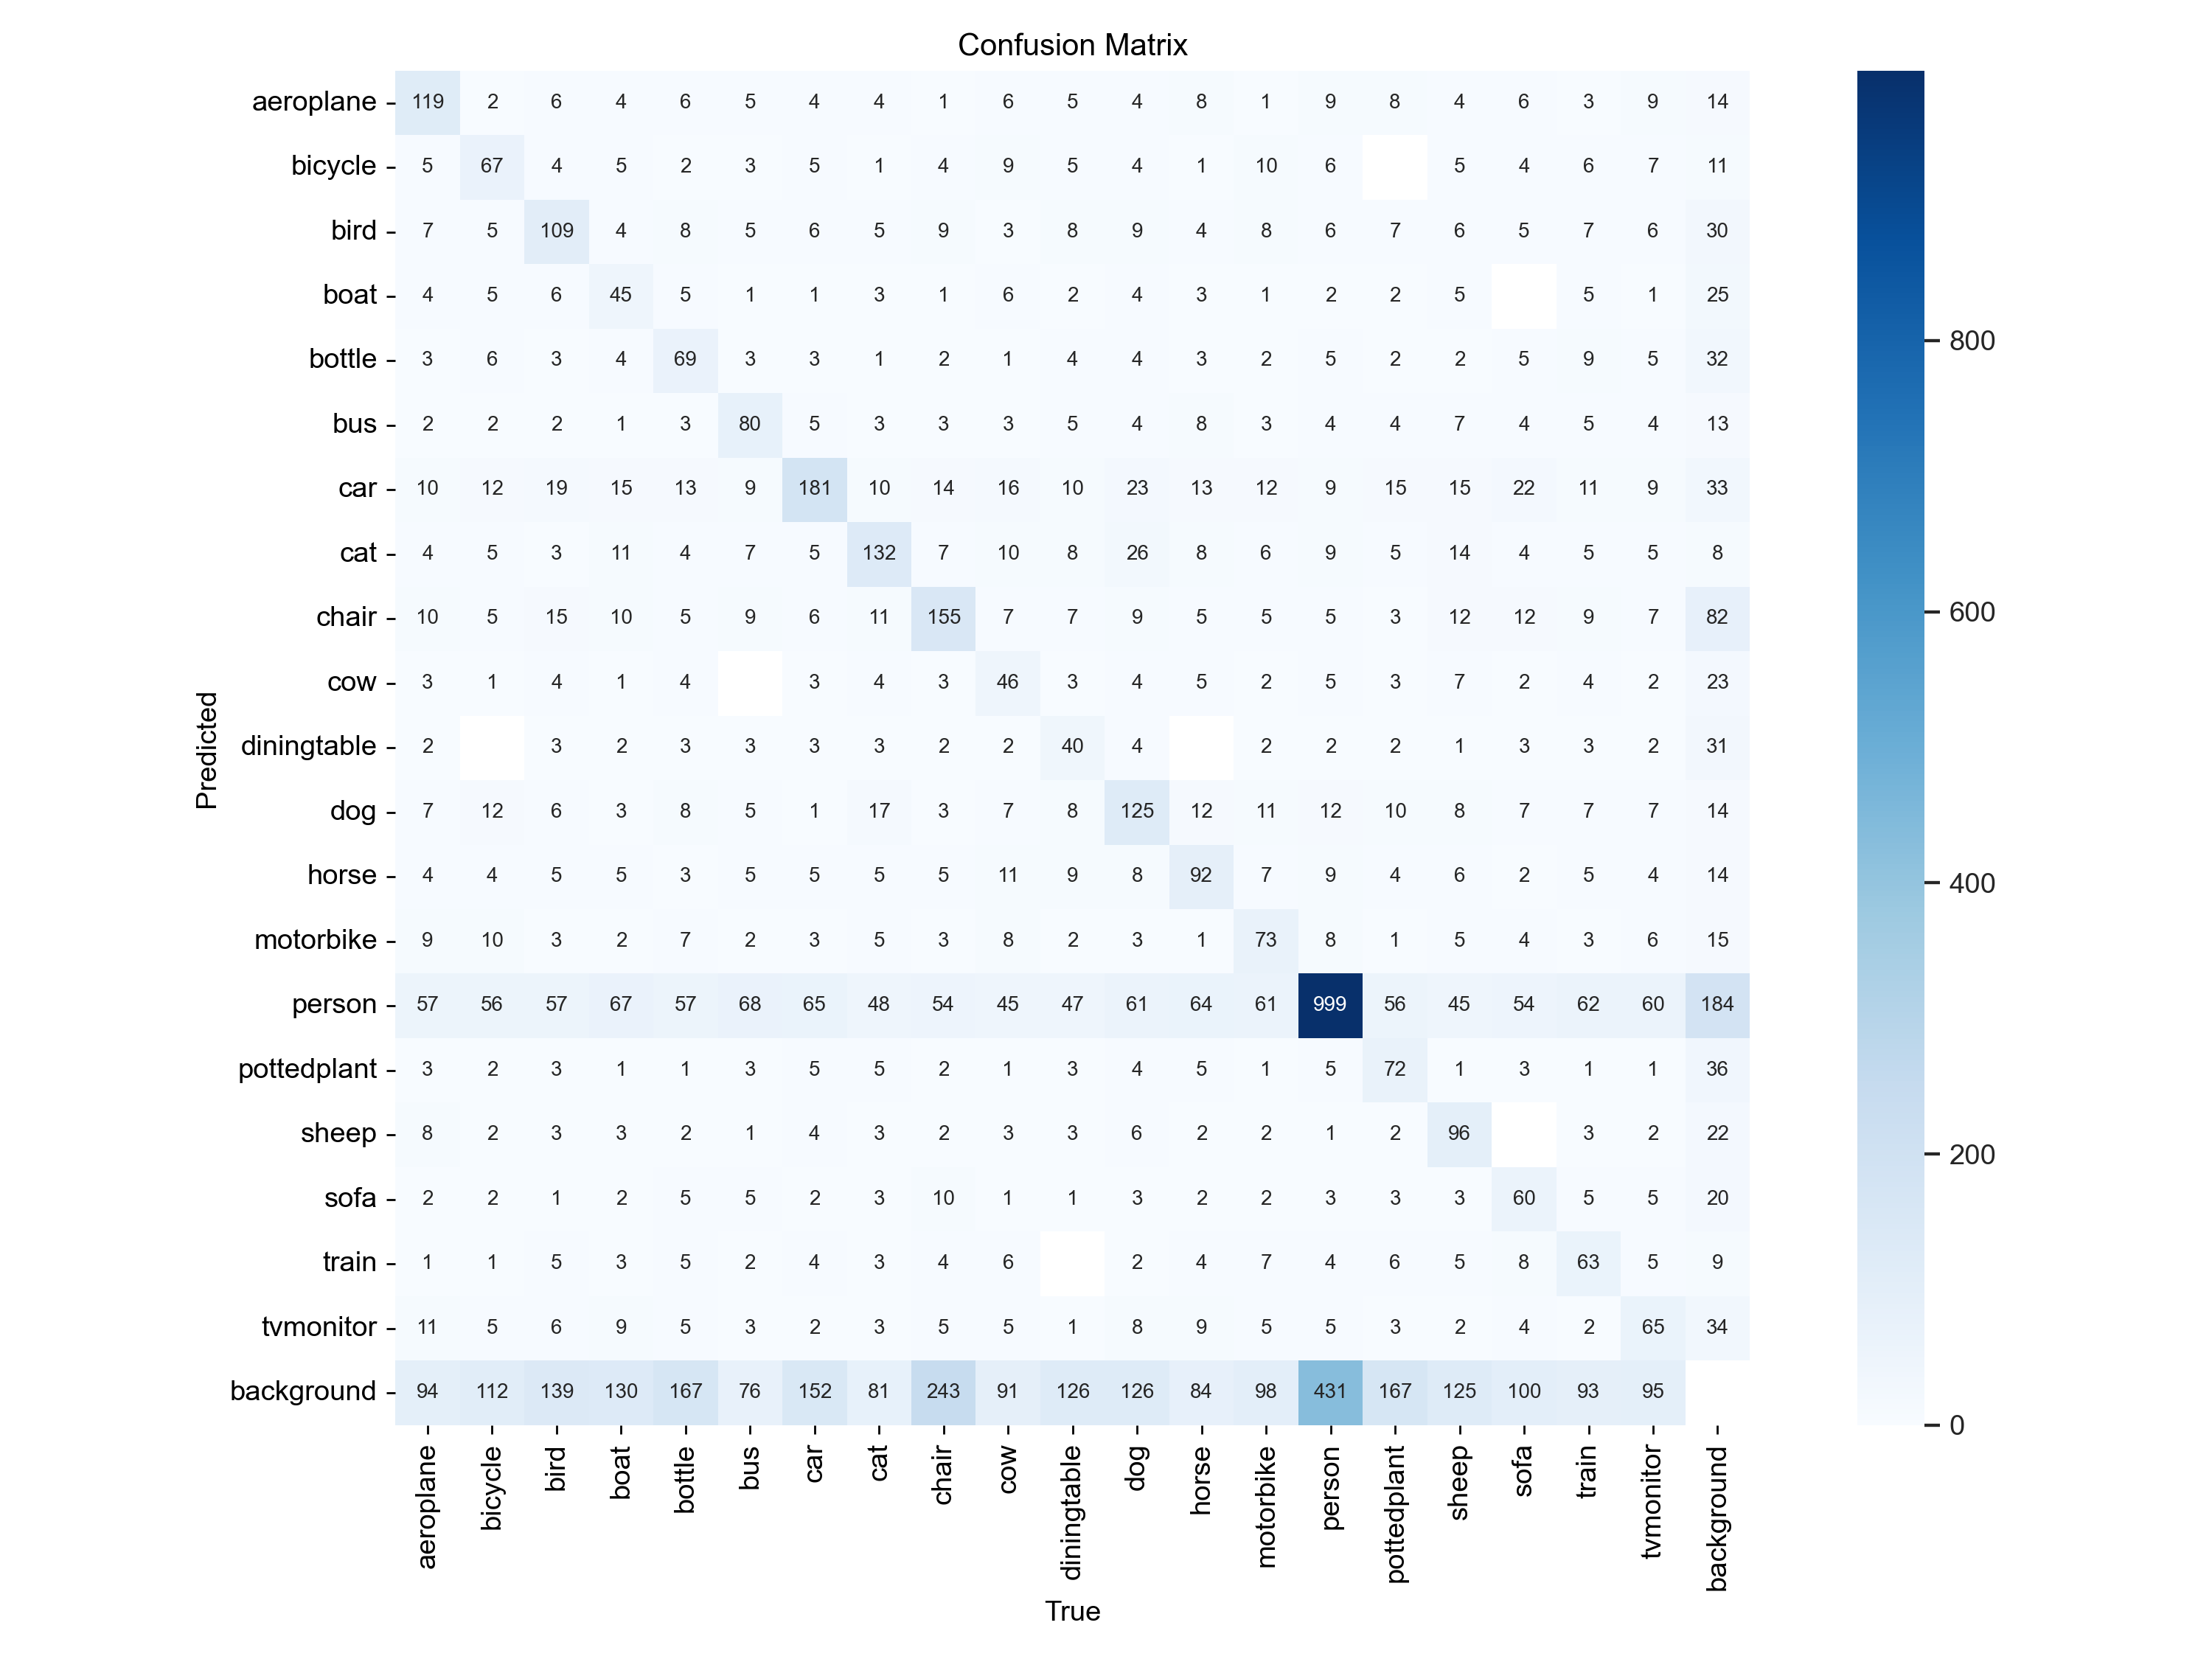 Confusion Matrix
aeroplane 119 2 6 4 6 5 4 4 1 6 5 4 8 1 9 8 4 6 3 9 14
bicycle 5 67 4 5 2 3 5 1 4 9 5 4 1 10 6 5 4 6 7 11
bird 7 5 109 4 8 5 6 5 9 3 8 9 4 8 6 7 6 5 7 6 30
boat 4 5 6 45 5 1 1 3 1 6 2 4 3 1 2 2 5 5 1 25
bottle 3 6 3 4 69 3 3 1 2 1 4 4 3 2 5 2 2 5 9 5 32
bus 2 2 2 1 3 80 5 3 3 3 5 4 8 3 4 4 7 4 5 4 13
car 10 12 19 15 13 9 181 10 14 16 10 23 13 12 9 15 15 22 11 9 33
cat 4 5 3 11 4 7 5 132 7 10 8 26 8 6 9 5 14 4 5 5 8
chair 10 5 15 10 5 9 6 11 155 7 7 9 5 5 5 3 12 12 9 7 82
cow 3 1 4 1 4 3 4 3 46 3 4 5 2 5 3 7 2 4 2 23
diningtable 2 3 2 3 3 3 3 2 2 40 4 2 2 2 1 3 3 2 31
dog 7 12 6 3 8 5 1 17 3 7 8 125 12 11 12 10 8 7 7 7 14
horse 4 4 5 5 3 5 5 5 5 11 9 8 92 7 9 4 6 2 5 4 14
motorbike 9 10 3 2 7 2 3 5 3 8 2 3 1 73 8 1 5 4 3 6 15
person 57 56 57 67 57 68 65 48 54 45 47 61 64 61 999 56 45 54 62 60 184
pottedplant 3 2 3 1 1 3 5 5 2 1 3 4 5 1 5 72 1 3 1 1 36
sheep 8 2 3 3 2 1 4 3 2 3 3 6 2 2 1 2 96 3 2 22
sofa 2 2 1 2 5 5 2 3 10 1 1 3 2 2 3 3 3 60 5 5 20
train 1 1 5 3 5 2 4 3 4 6 2 4 7 4 6 5 8 63 5 9
tvmonitor 11 5 6 9 5 3 2 3 5 5 1 8 9 5 5 3 2 4 2 65 34
background 94 112 139 130 167 76 152 81 243 91 126 126 84 98 431 167 125 100 93 95
aeroplane bicycle bird boat bottle bus car cat chair cow diningtable dog horse motorbike person pottedplant sheep sofa train tvmonitor background
True
Predicted
800
600
400
200
0